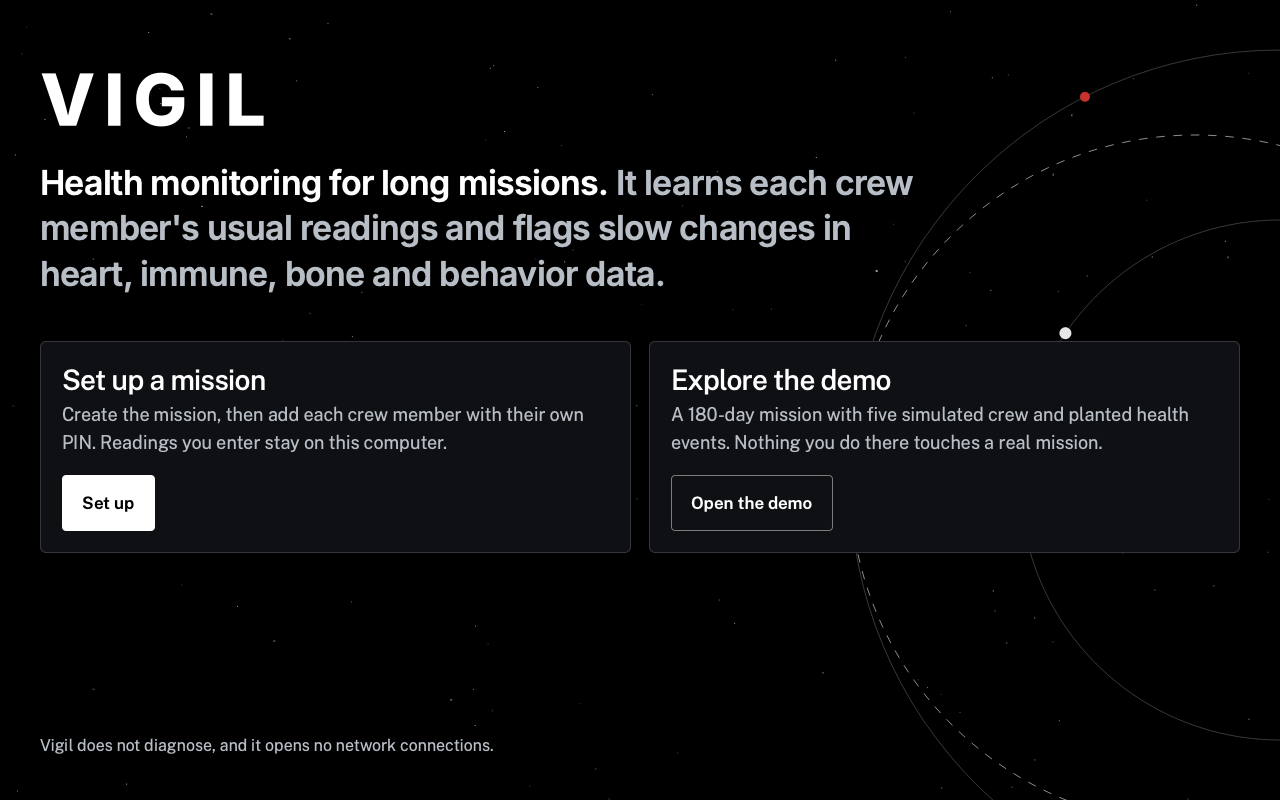 VIGIL
Health monitoring for long missions. It learns each crew
member's usual readings and flags slow changes in
heart, immune, bone and behavior data.
Set up a mission
Create the mission, then add each crew member with their own
PIN. Readings you enter stay on this computer.
Set up
Explore the demo
A 180-day mission with five simulated crew and planted health
events. Nothing you do there touches a real mission.
Open the demo
Vigil does not diagnose, and it opens no network connections.